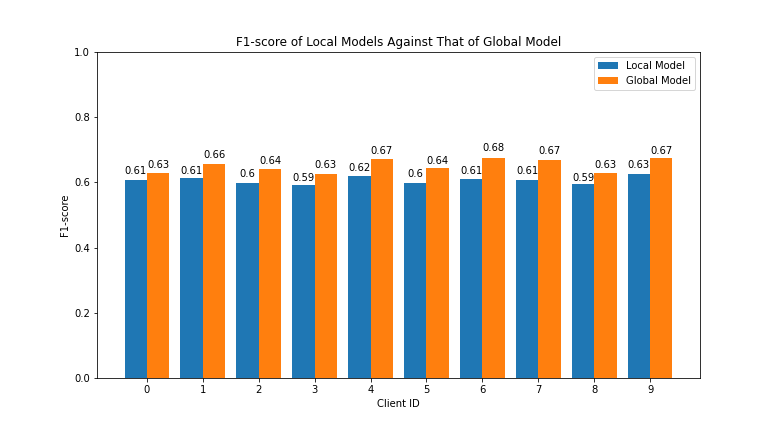 F1-score of Local Models Against That of Global Model
1.0
0.8
0.6
0.4
0.2
0.0
F1-score
Local Model
Global Model
0.61 0.63 0.61 0.66 0.6 0.64 0.59 0.63 0.62 0.67 0.6 0.64 0.61 0.68 0.61 0.67 0.59 0.63 0.63 0.67
0 1 2 3 4 5 6 7 8 9
Client ID